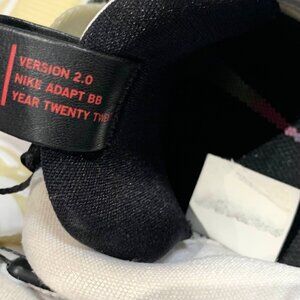 VERSION 2.0
NIKE ADAPT BB
YEAR TWENTY